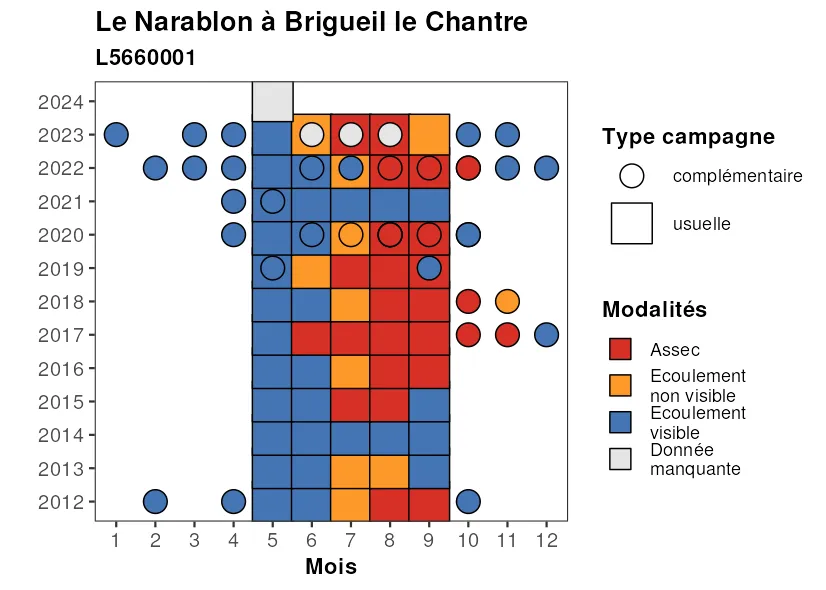 Le Narablon à Brigueil le Chantre
L5660001
2024
2023
2022
2021
2020
2019
2018
2017
2016
2015
2014
2013
2012
1 2 3 4 5 6 7 8 9 10 11 12
Mois
Type campagne
complémentaire
usuelle
Modalités
Assec
Ecoulement
non visible
Ecoulement
visible
Donnée
manquante